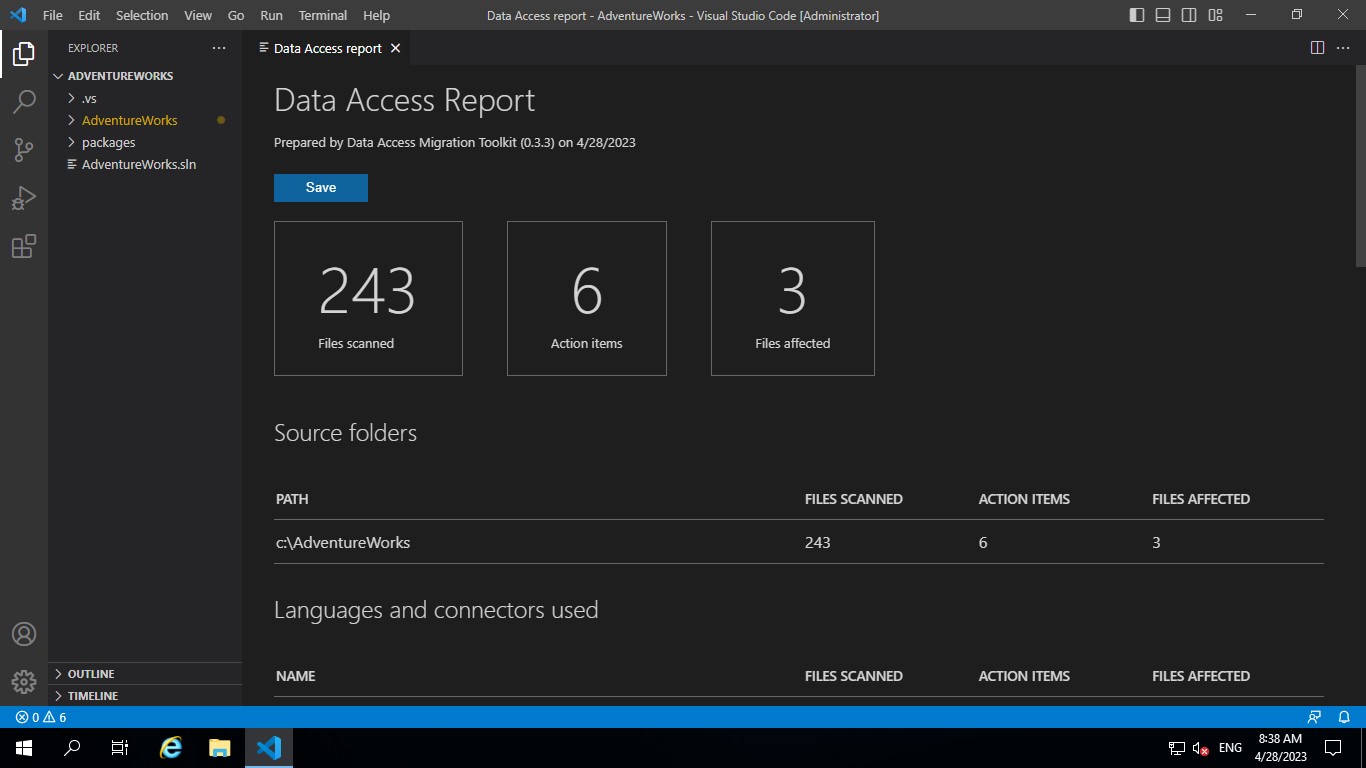 File Edit Selection View Go Run Terminal Help Data Access report - AdventureWorks - Visual Studio Code [Administrator]
EXPLORER
Data Access report
ADVENTUREWORKS
.vs
AdventureWorks
packages
AdventureWorks.sln
Data Access Report
Prepared by Data Access Migration Toolkit (0.3.3) on 4/28/2023
Save
243 6 3
Files scanned Action items Files affected
Source folders
PATH FILES SCANNED ACTION ITEMS FILES AFFECTED
c:\AdventureWorks 243 6 3
Languages and connectors used
NAME FILES SCANNED ACTION ITEMS FILES AFFECTED
OUTLINE
TIMELINE
0 6
ENG 8:38 AM
4/28/2023